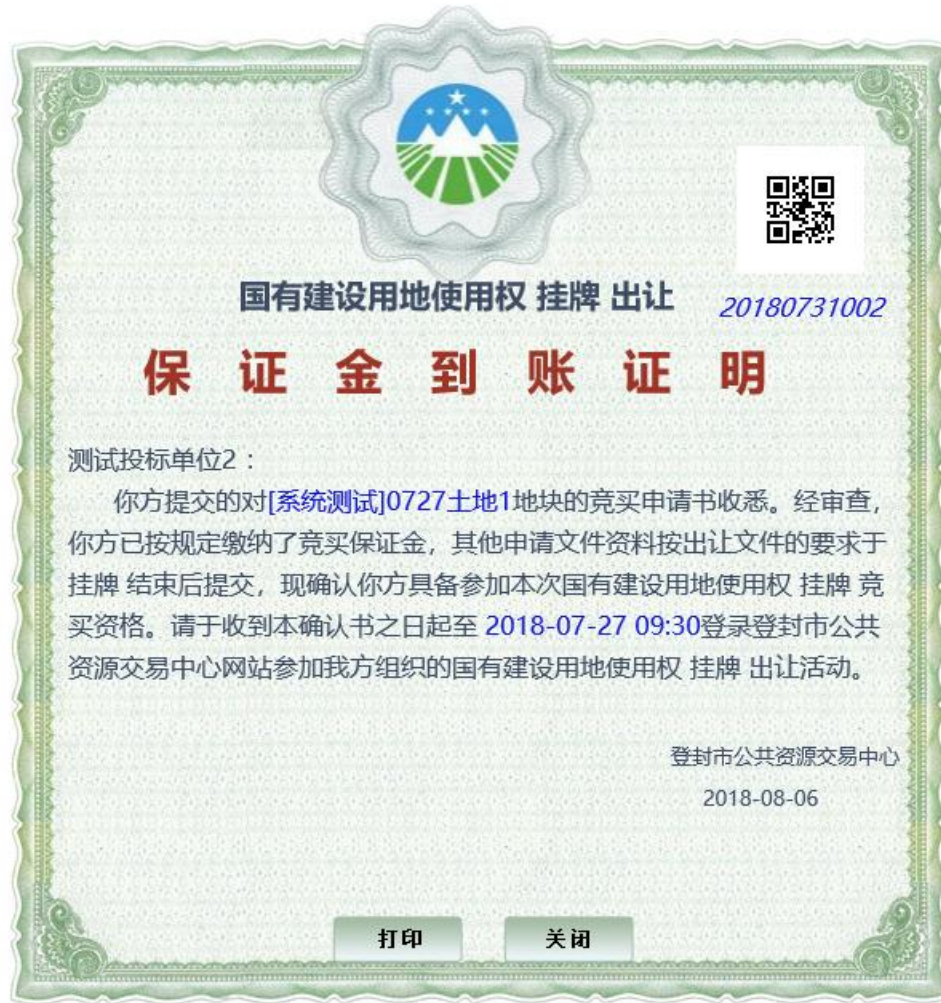 国有建设用地使用权 挂牌 出让
20180731002
保 证 金 到 账 证 明
测试投标单位2：
你方提交的对[系统测试]0727土地1地块的竞买申请书收悉。经审查，
你方已按规定缴纳了竞买保证金，其他申请文件资料按出让文件的要求于
挂牌 结束后提交，现确认你方具备参加本次国有建设用地使用权 挂牌 竞
买资格。请于收到本确认书之日起至 2018-07-27 09:30登录登封市公共
资源交易中心网站参加我方组织的国有建设用地使用权 挂牌 出让活动。
登封市公共资源交易中心
2018-08-06
打印
关闭